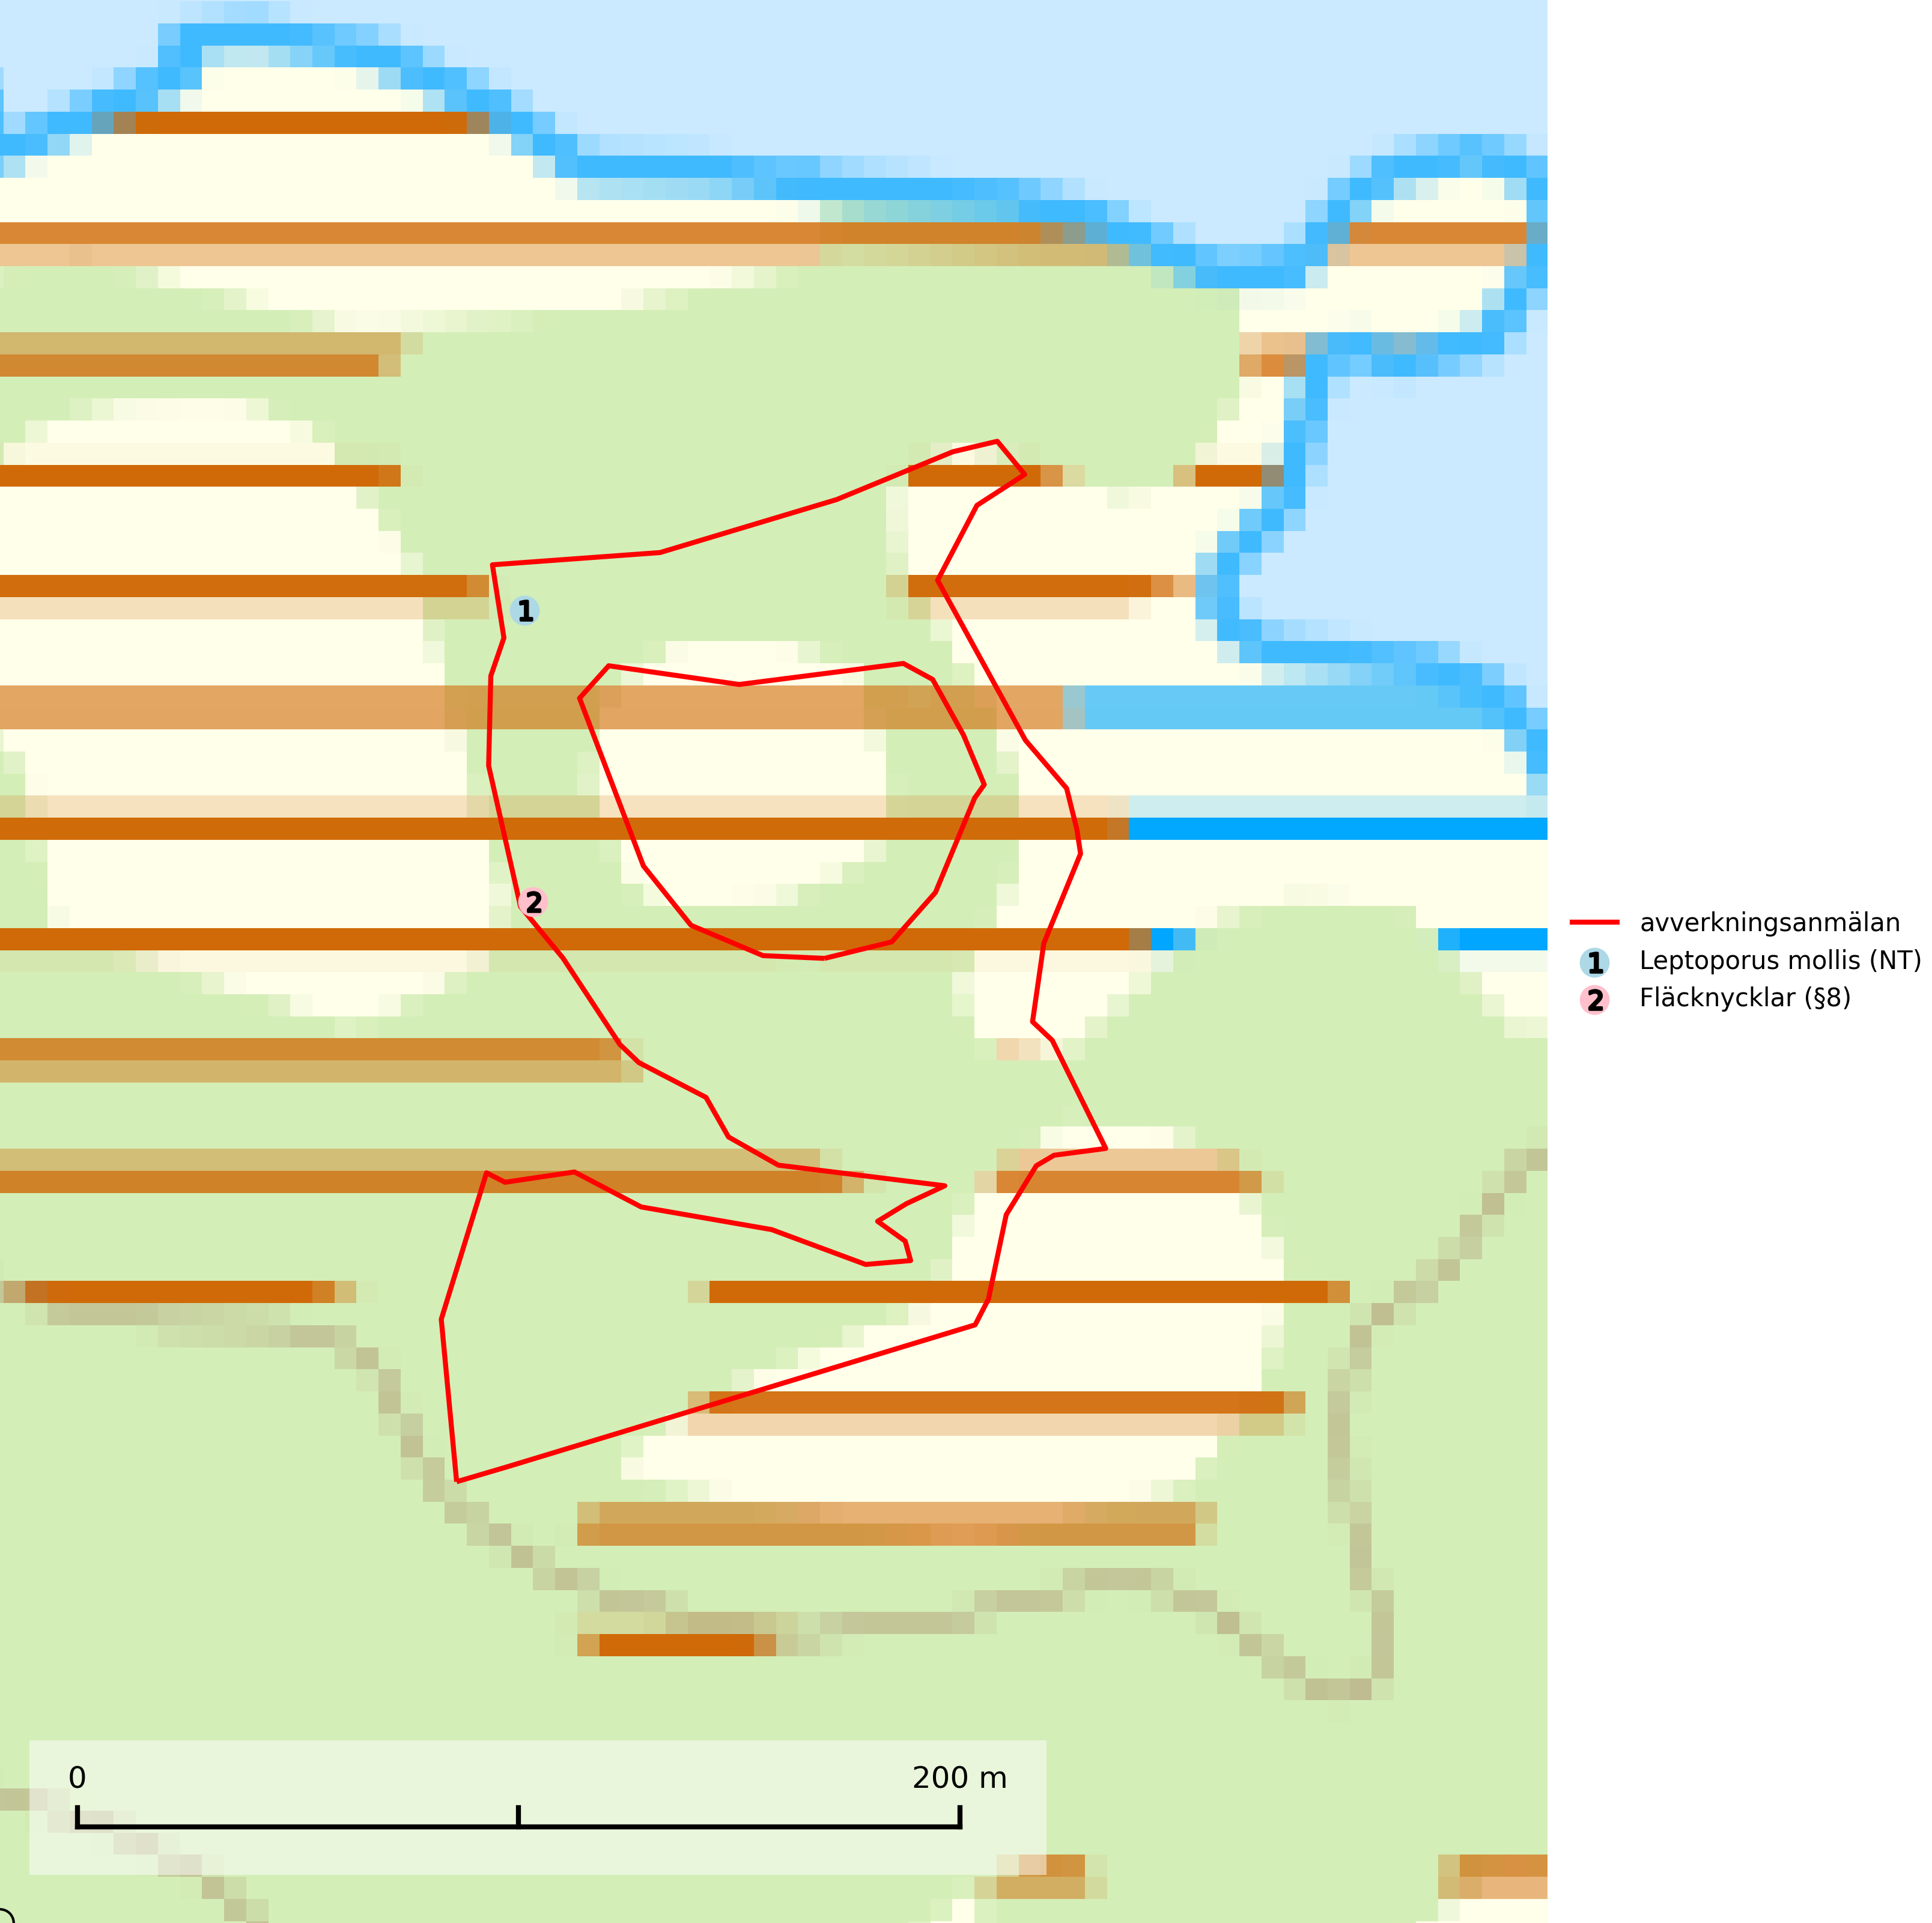 1
2
avverkningsanmälan
1 Leptoporus mollis (NT)
2 Fläcknycklar (§8)
0 200 m